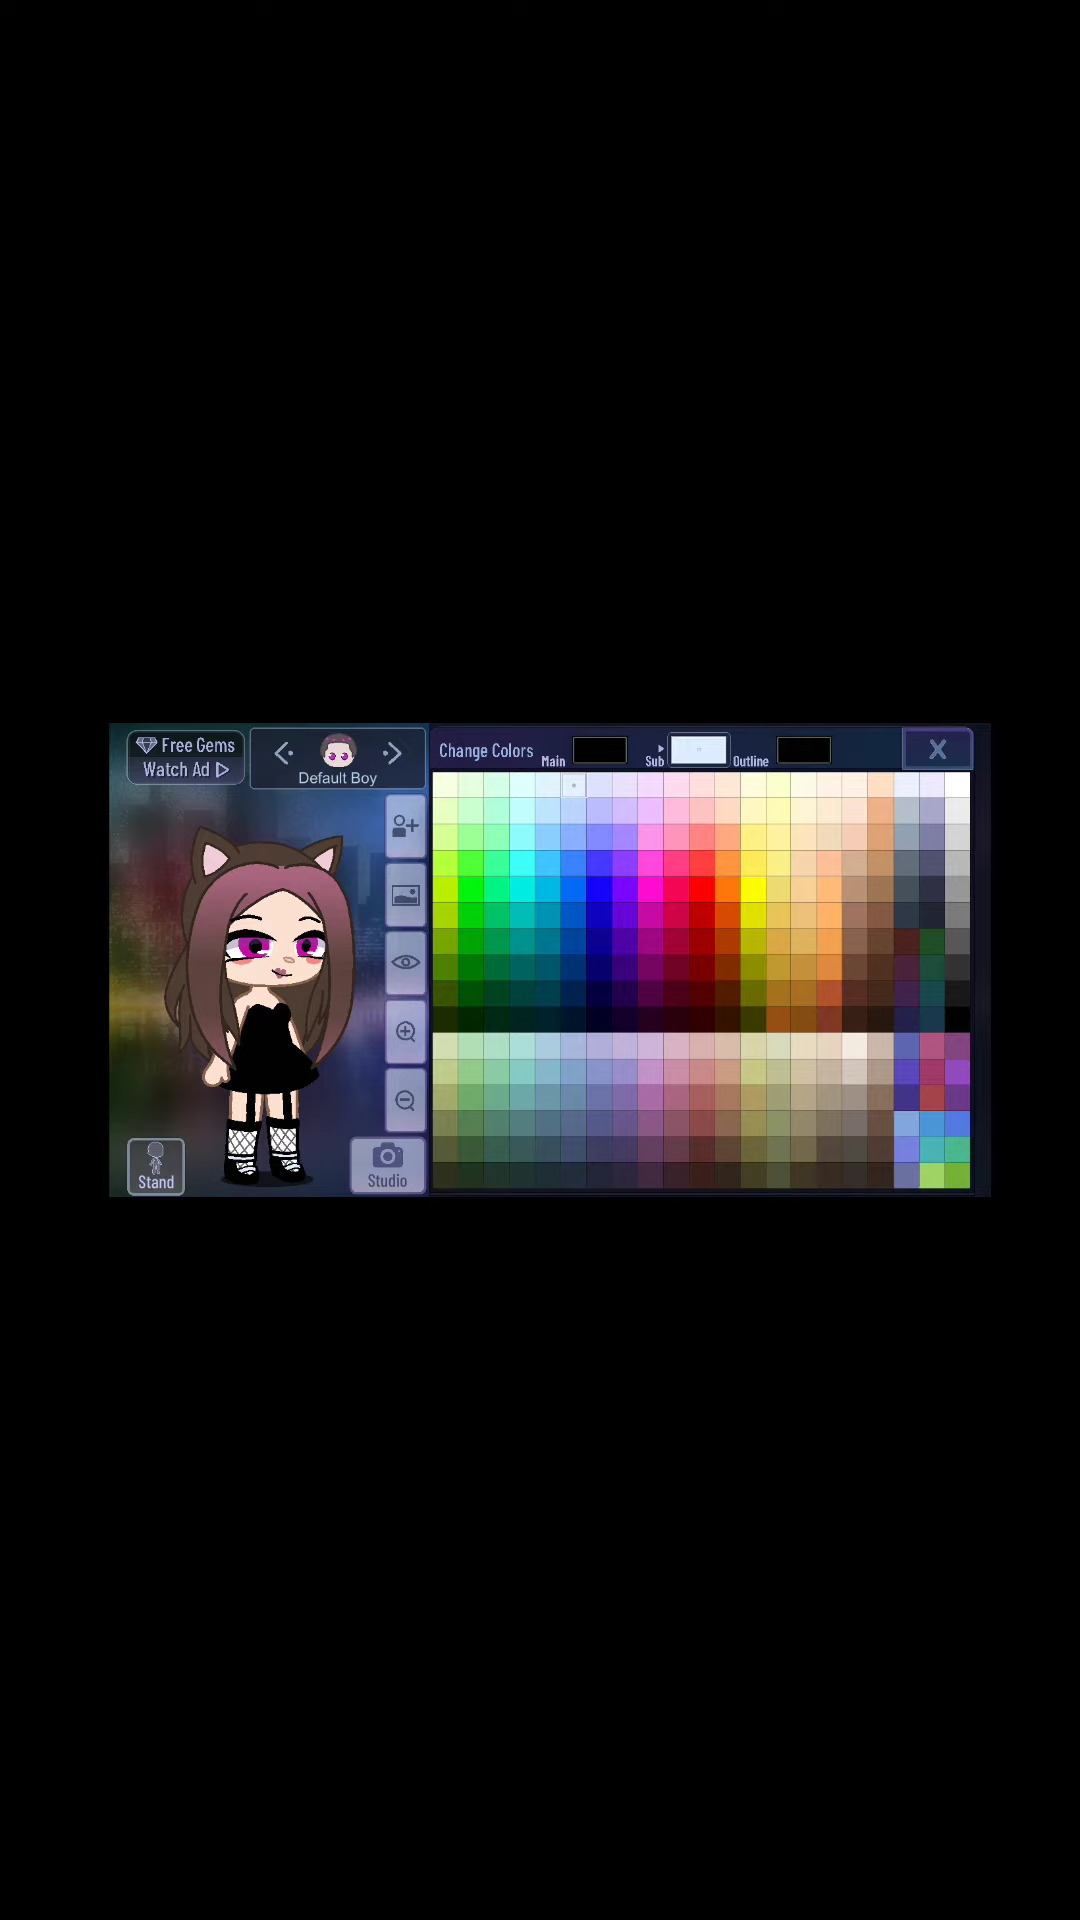 Free Gems
Watch Ad
Default Boy
Change Colors
Main
Sub
Outline
X
Stand
Studio